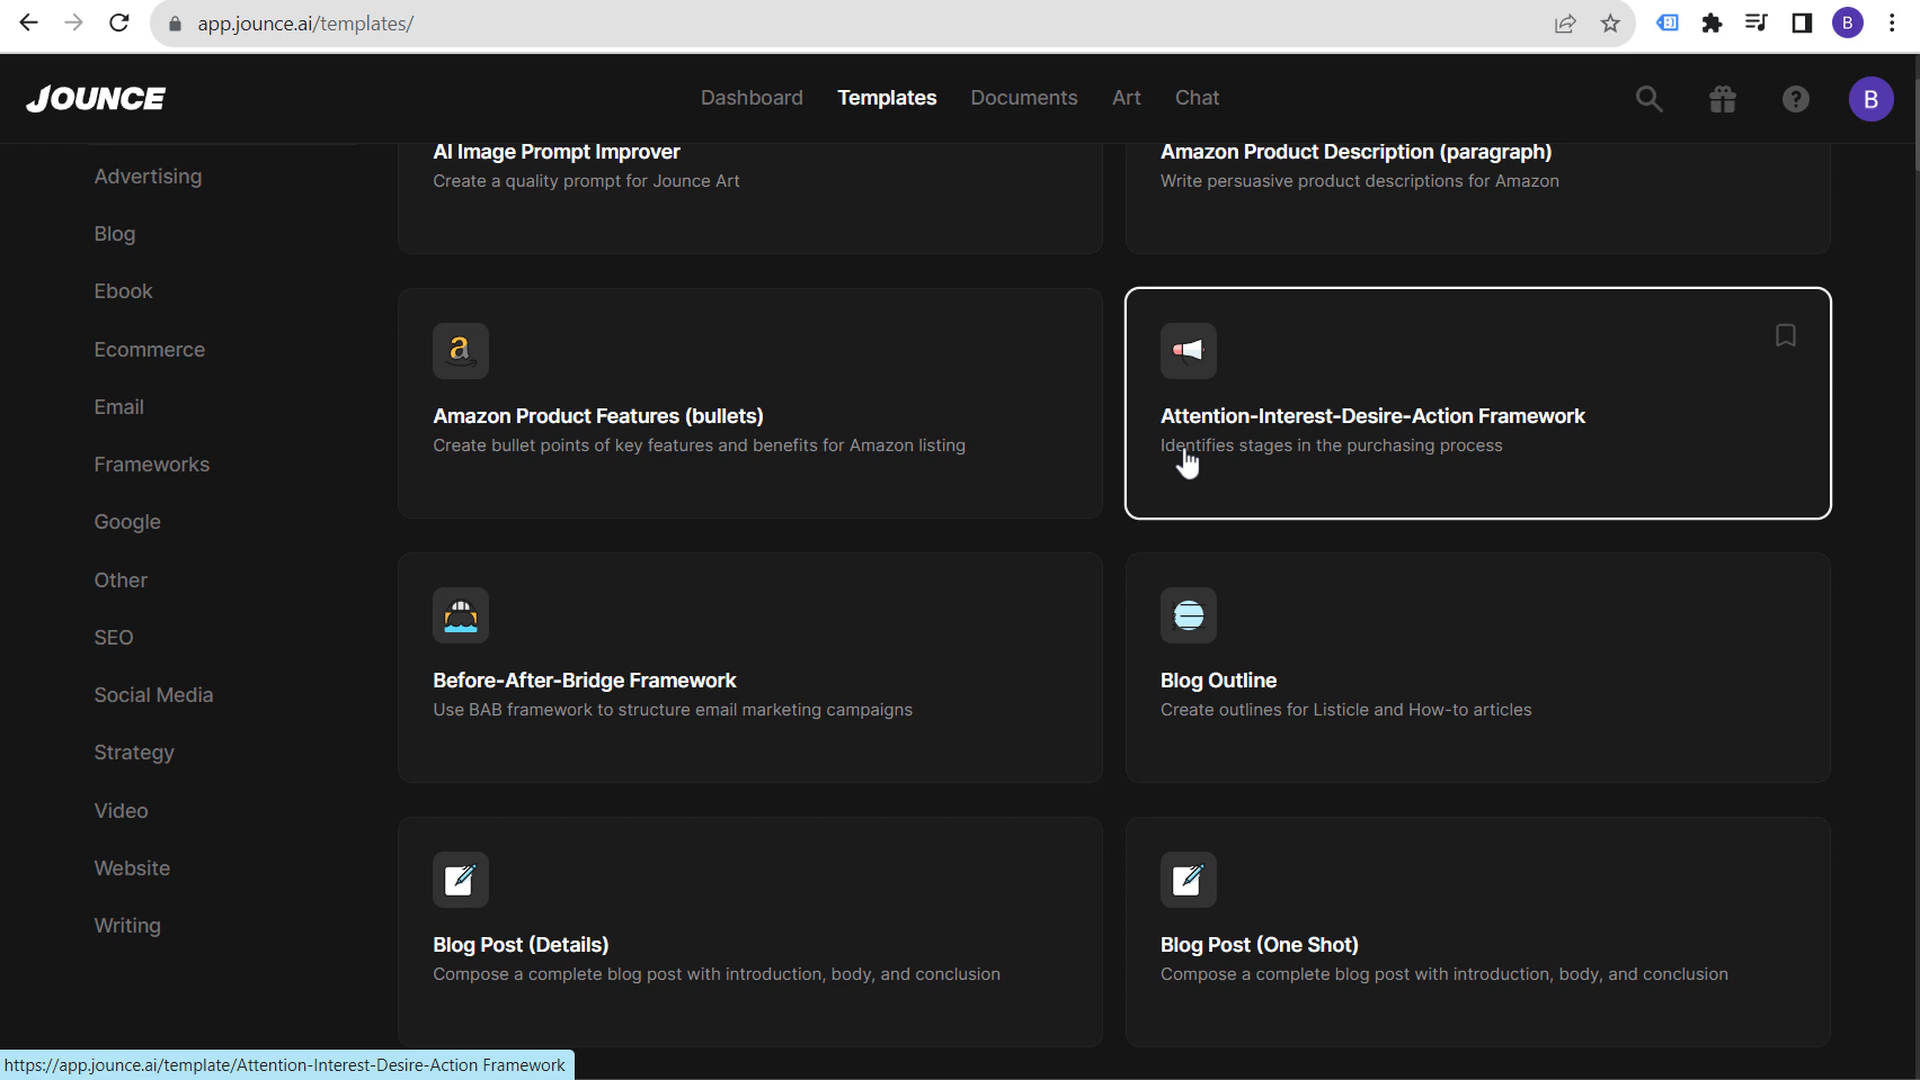 app.jounce.ai/templates/
B
JOUNCE
Dashboard
Templates
Documents
Art
Chat
B
Advertising
Blog
Ebook
Ecommerce
Email
Frameworks
Google
Other
SEO
Social Media
Strategy
Video
Website
Writing
AI Image Prompt Improver
Create a quality prompt for Jounce Art
Amazon Product Description (paragraph)
Write persuasive product descriptions for Amazon
a
Amazon Product Features (bullets)
Create bullet points of key features and benefits for Amazon listing
Attention-Interest-Desire-Action Framework
Identifies stages in the purchasing process
Before-After-Bridge Framework
Use BAB framework to structure email marketing campaigns
Blog Outline
Create outlines for Listicle and How-to articles
Blog Post (Details)
Compose a complete blog post with introduction, body, and conclusion
Blog Post (One Shot)
Compose a complete blog post with introduction, body, and conclusion
https://app.jounce.ai/template/Attention-Interest-Desire-Action Framework